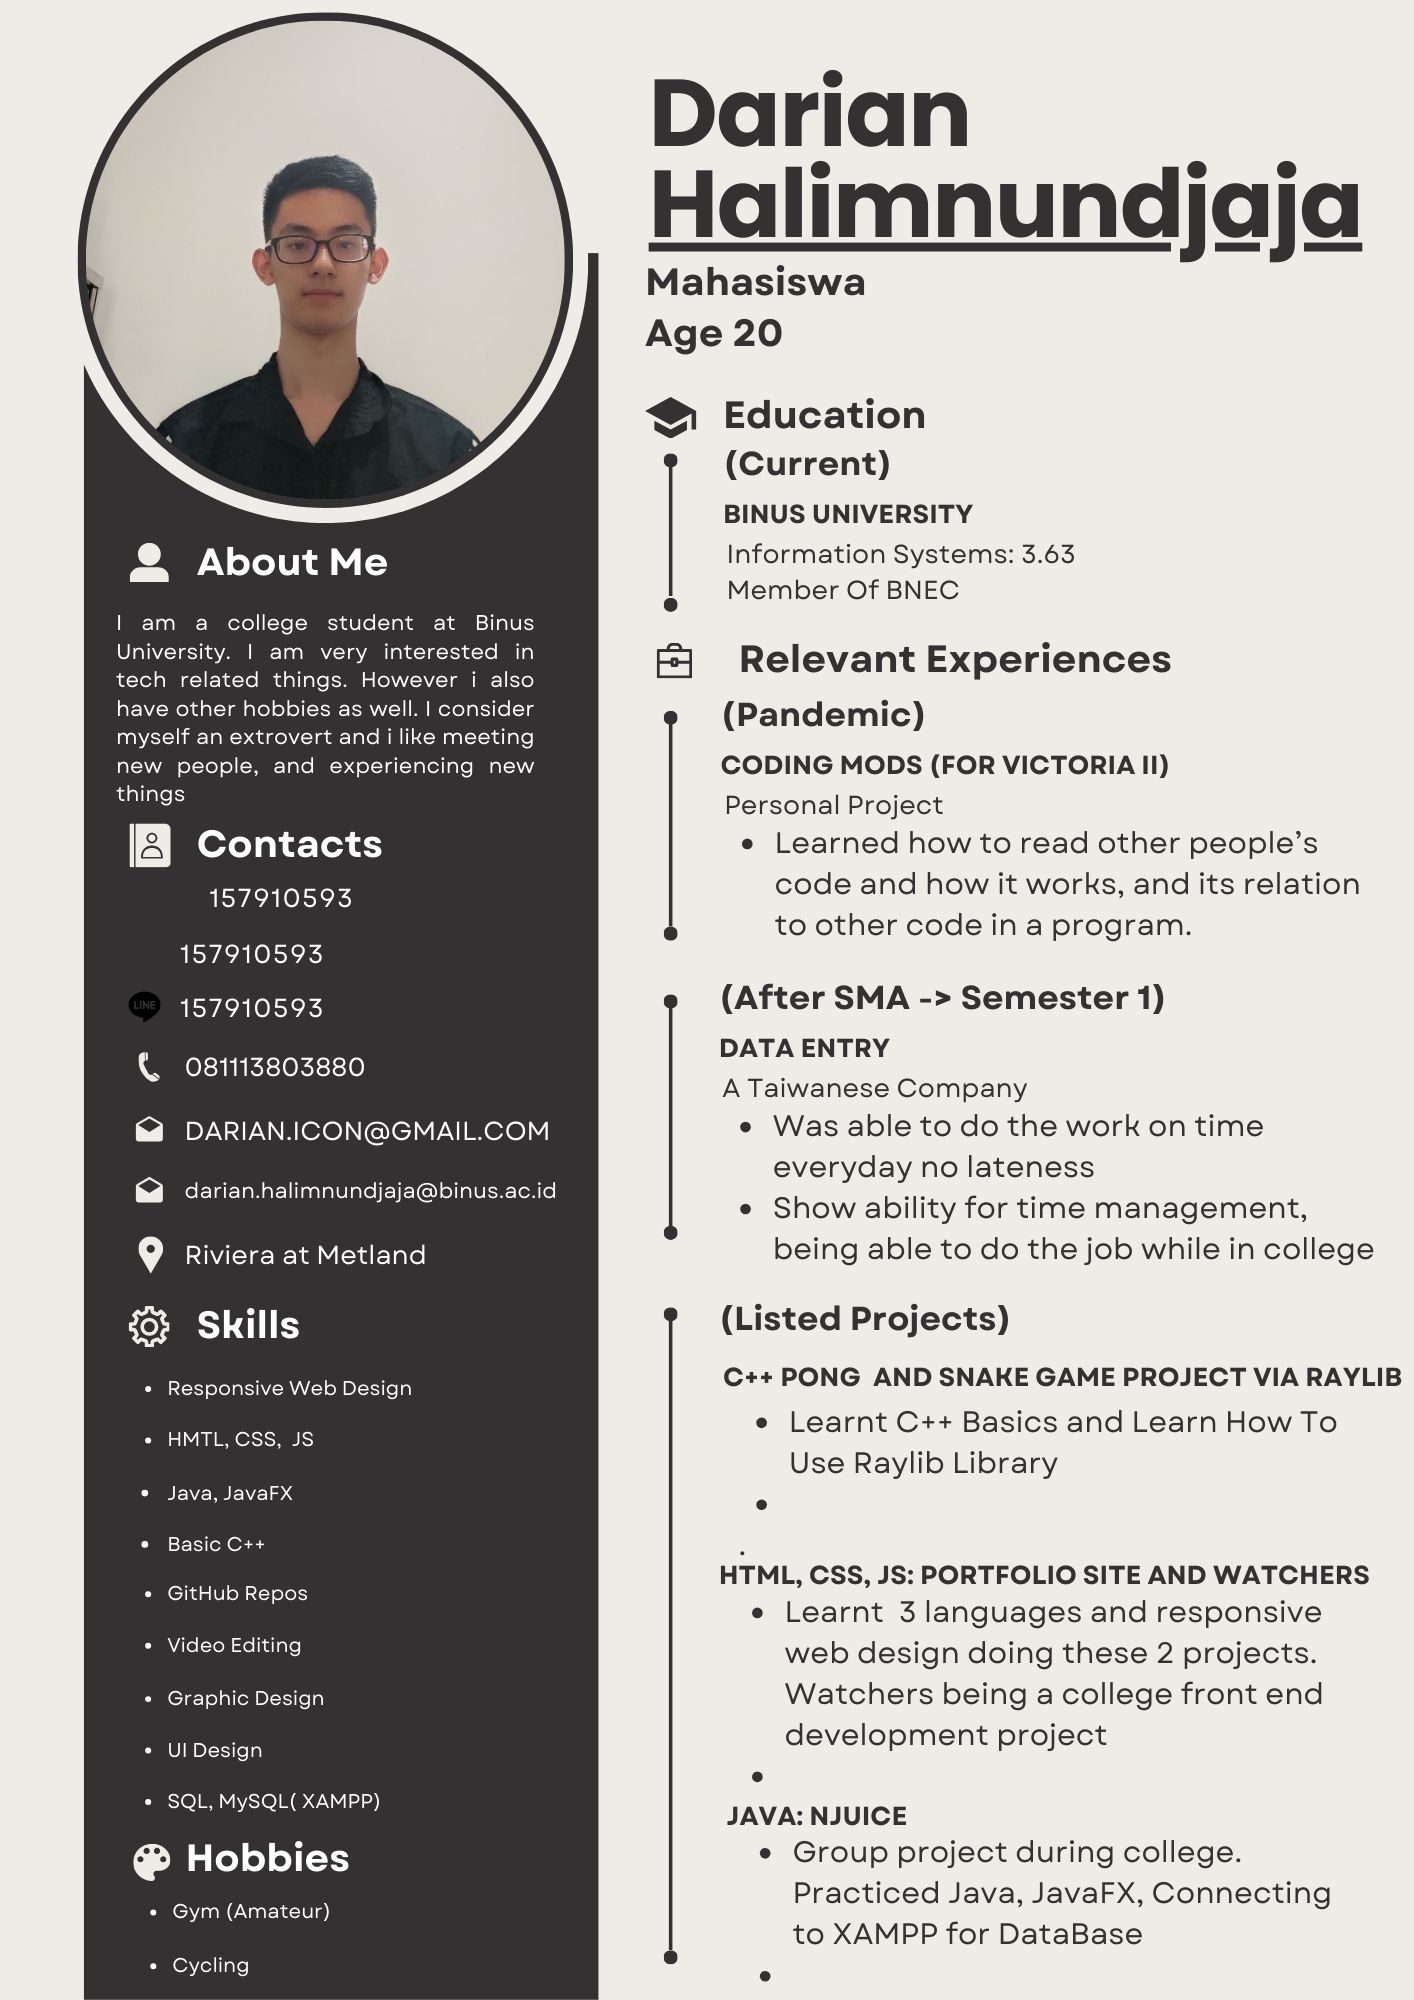 Darian
Halimnundjaja
Mahasiswa
Age 20
About Me
I am a college student at Binus
University. I am very interested in
tech related things. However i also
have other hobbies as well. I consider
myself an extrovert and i like meeting
new people, and experiencing new
things
Contacts
157910593
157910593
LINE
157910593
081113803880
DARIAN.ICON@GMAIL.COM
darian.halimnundjaja@binus.ac.id
Riviera at Metland
Skills
• Responsive Web Design
• HMTL, CSS,  JS
• Java, JavaFX
• Basic C++
• GitHub Repos
• Video Editing
• Graphic Design
• UI Design
• SQL, MySQL( XAMPP)
Hobbies
• Gym (Amateur)
• Cycling
Education
(Current)
BINUS UNIVERSITY
Information Systems: 3.63
Member Of BNEC
Relevant Experiences
(Pandemic)
CODING MODS (FOR VICTORIA II)
Personal Project
• Learned how to read other people’s
code and how it works, and its relation
to other code in a program.
(After SMA -> Semester 1)
DATA ENTRY
A Taiwanese Company
• Was able to do the work on time
everyday no lateness
• Show ability for time management,
being able to do the job while in college
(Listed Projects)
C++ PONG  AND SNAKE GAME PROJECT VIA RAYLIB
• Learnt C++ Basics and Learn How To
Use Raylib Library
•
.
HTML, CSS, JS: PORTFOLIO SITE AND WATCHERS
• Learnt  3 languages and responsive
web design doing these 2 projects.
Watchers being a college front end
development project
•
JAVA: NJUICE
• Group project during college.
Practiced Java, JavaFX, Connecting
to XAMPP for DataBase
•